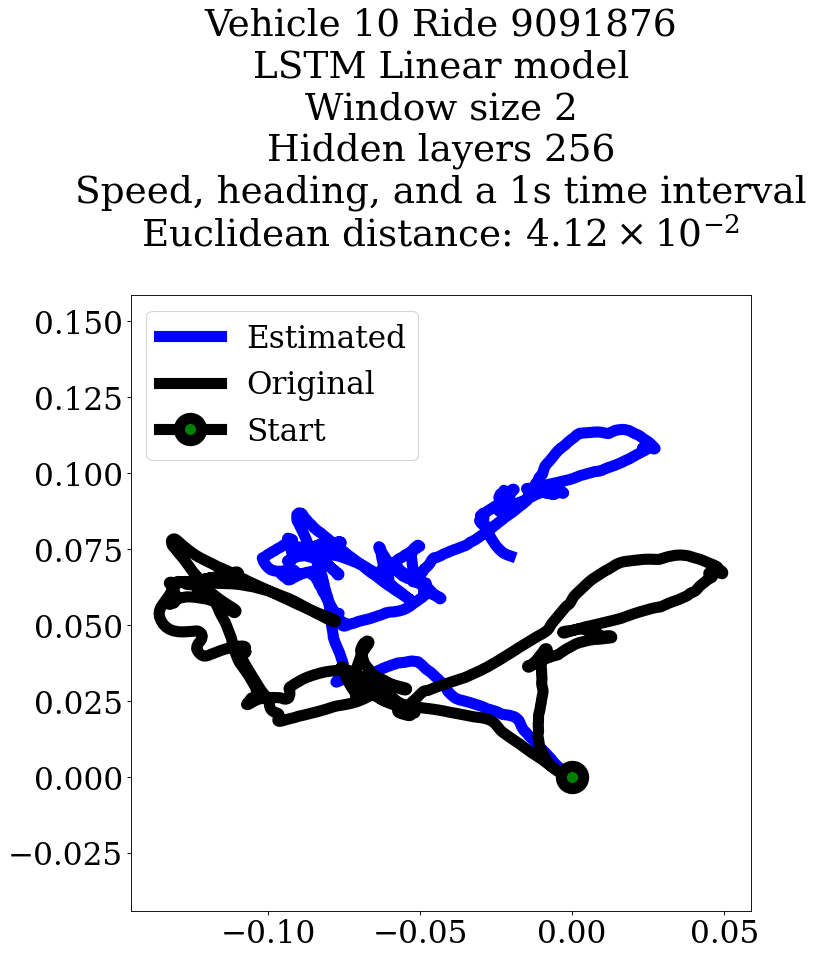 Vehicle 10 Ride 9091876
LSTM Linear model
Window size 2
Hidden layers 256
Speed, heading, and a 1s time interval
Euclidean distance: 4.12 × 10⁻²
Estimated
Original
Start
0.150
0.125
0.100
0.075
0.050
0.025
0.000
−0.025
−0.10
−0.05
0.00
0.05